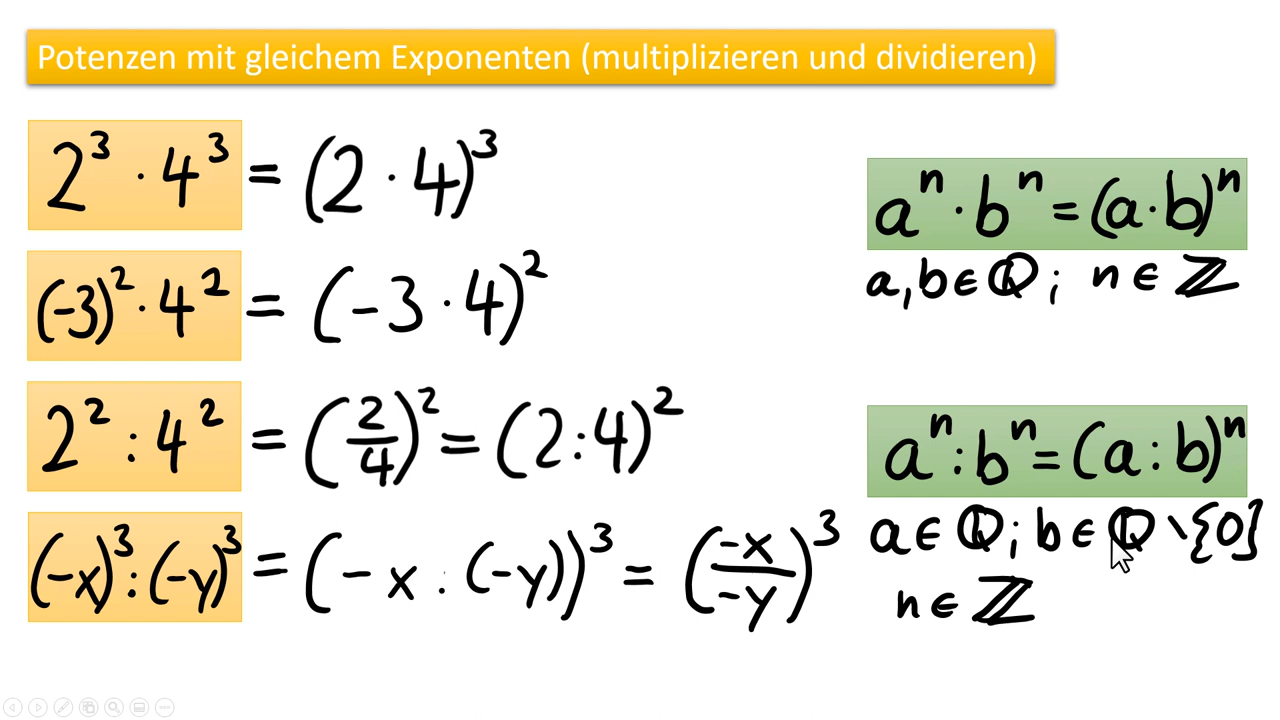 Potenzen mit gleichem Exponenten (multiplizieren und dividieren)
2³ · 4³ = (2 · 4)³
aⁿ · bⁿ = (a · b)ⁿ
(-3)² · 4² = (-3 · 4)²
a, b ∈ ℚ ; n ∈ ℤ
2² : 4² = (2/4)² = (2 : 4)²
aⁿ : bⁿ = (a : b)ⁿ
(-x)³ : (-y)³ = (-x : (-y))³ = (-x/-y)³
a ∈ ℚ ; b ∈ ℚ \ {0}
n ∈ ℤ